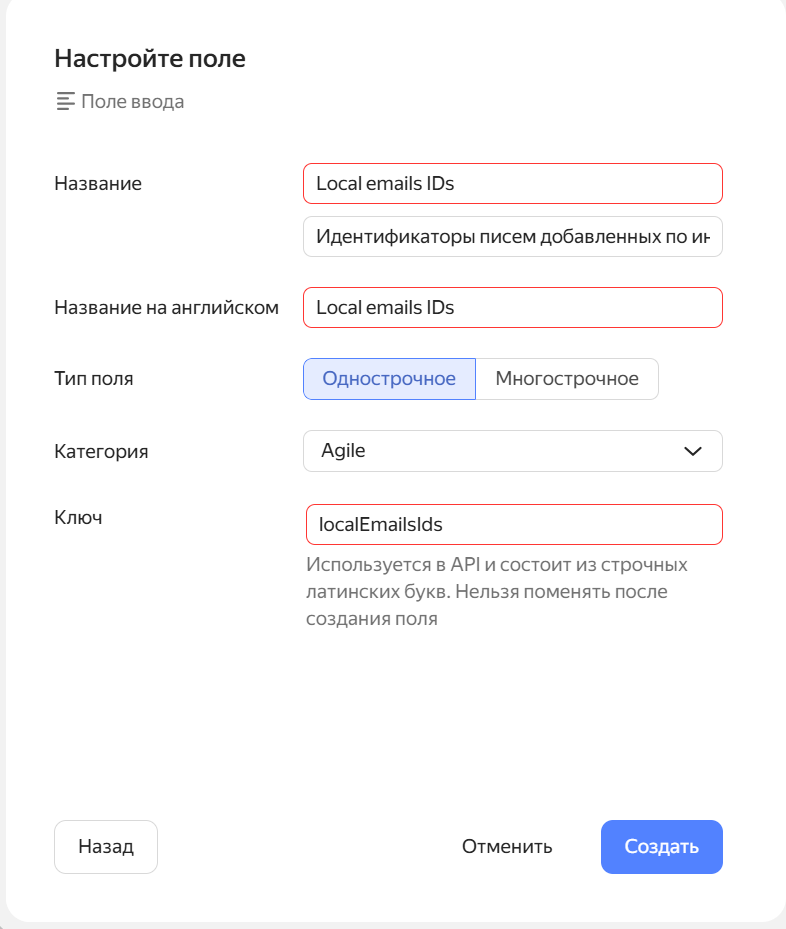 Настройте поле
Поле ввода
Название
Local emails IDs
Идентификаторы писем добавленных по
Название на английском
Local emails IDs
Тип поля
Однострочное
Многострочное
Категория
Agile
Ключ
localEmailsIds
Используется в API и состоит из строчных
латинских букв. Нельзя поменять после
создания поля
Назад
Отменить
Создать